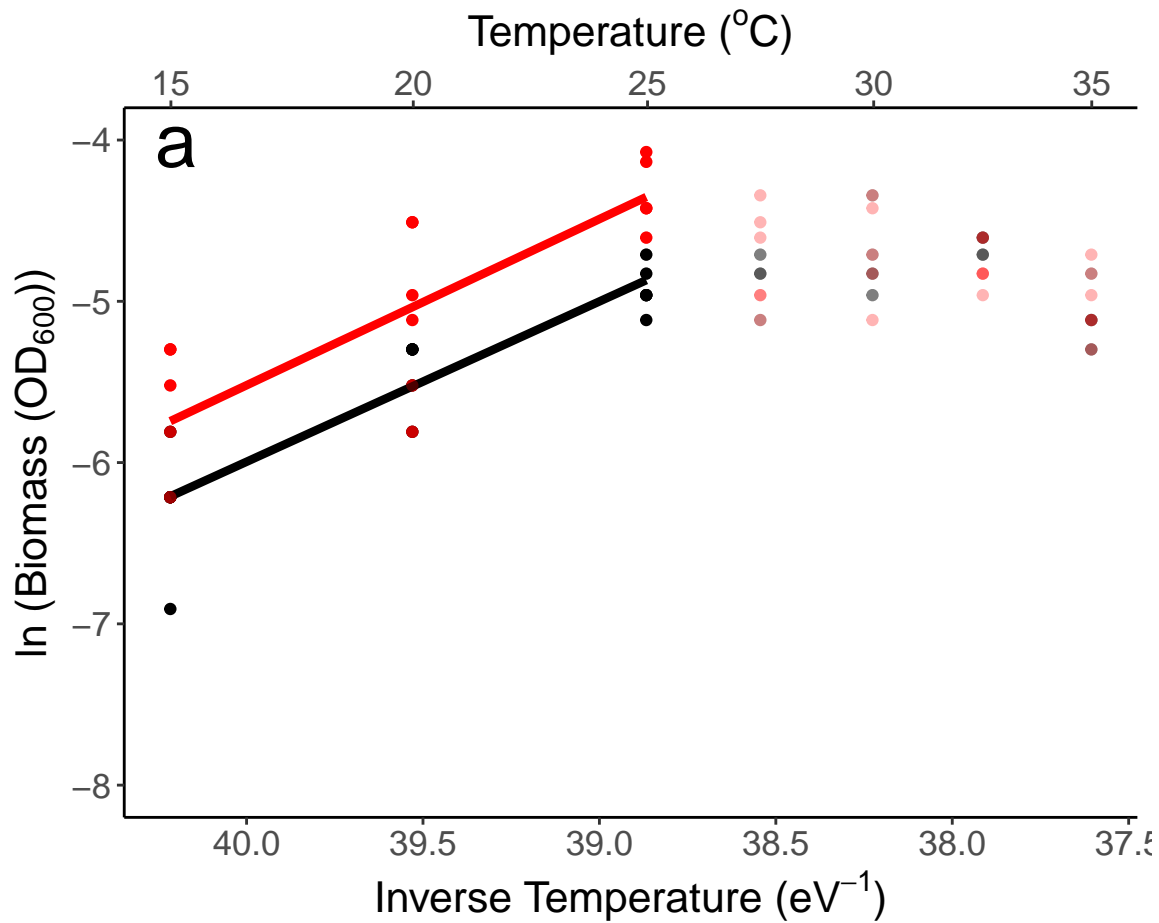 Temperature (°C)
15 20 25 30 35
a
−4
−5
−6
−7
−8
ln (Biomass (OD₆₀₀))
40.0 39.5 39.0 38.5 38.0 37.5
Inverse Temperature (eV⁻¹)